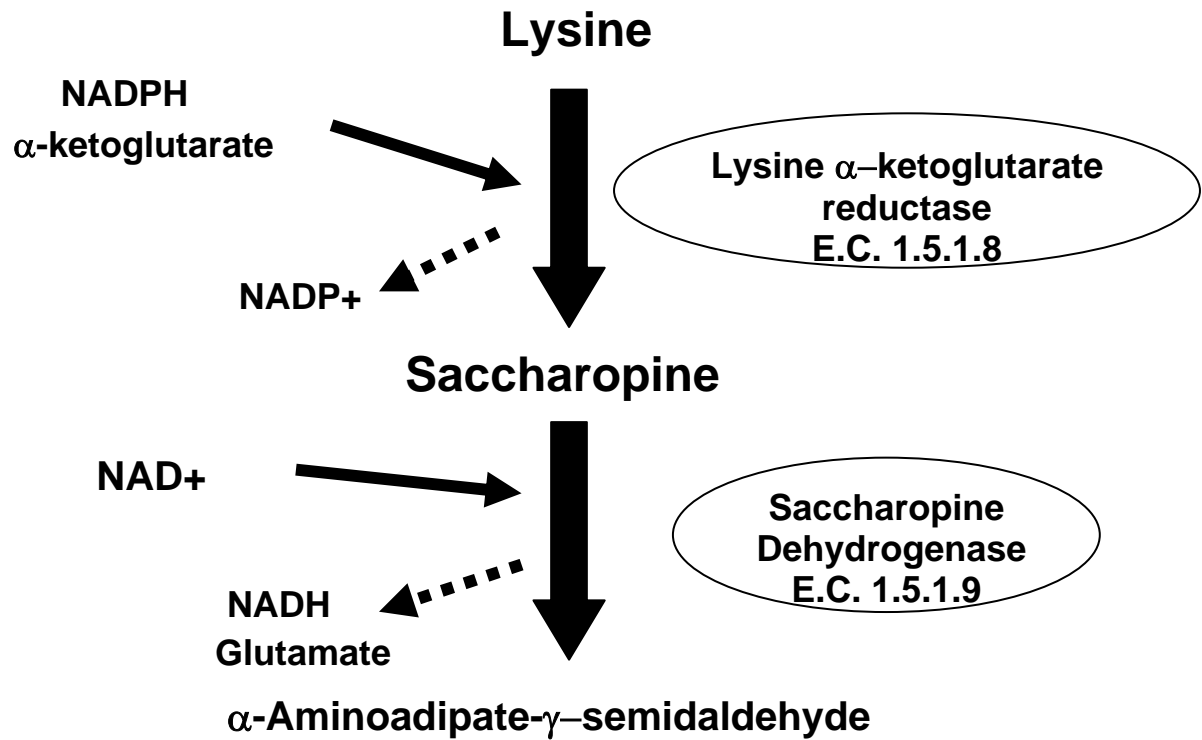 Lysine
NADPH
α-ketoglutarate
Lysine α–ketoglutarate
reductase
E.C. 1.5.1.8
NADP+
Saccharopine
NAD+
Saccharopine
Dehydrogenase
E.C. 1.5.1.9
NADH
Glutamate
α-Aminoadipate-γ–semidaldehyde